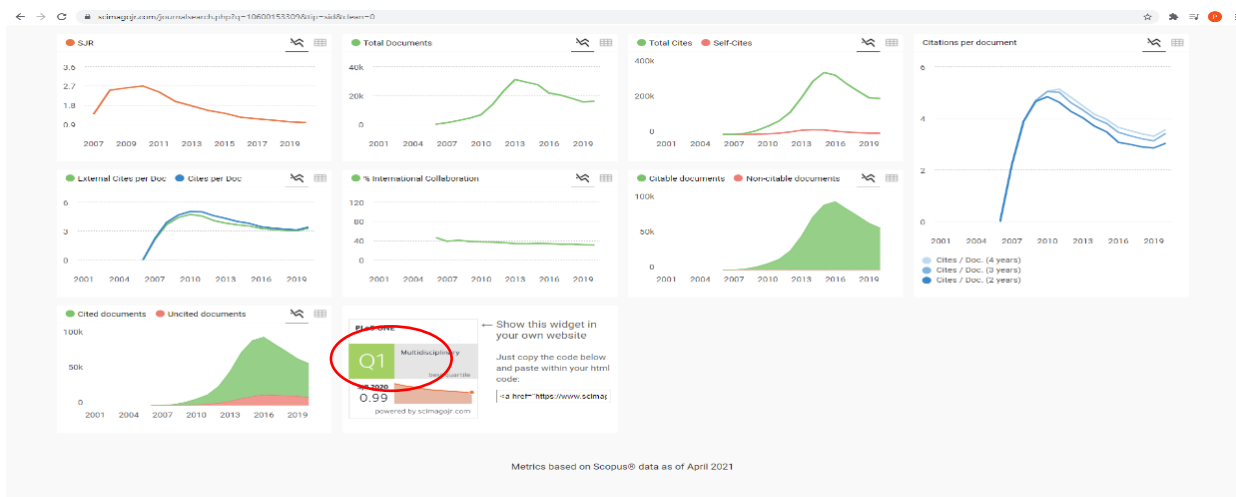 scimagojr.com/journalsearch.php?q=10600153309&tip=sid&clean=0
SJR
3.6
2.7
1.8
0.9
2007 2009 2011 2013 2015 2017 2019
Total Documents
40k
20k
0
2001 2004 2007 2010 2013 2016 2019
Total Cites Self-Cites
400k
200k
0
2001 2004 2007 2010 2013 2016 2019
Citations per document
6
4
2
0
2001 2004 2007 2010 2013 2016 2019
Cites / Doc. (4 years)
Cites / Doc. (3 years)
Cites / Doc. (2 years)
External Cites per Doc Cites per Doc
6
3
0
2001 2004 2007 2010 2013 2016 2019
% International Collaboration
120
80
40
0
2001 2004 2007 2010 2013 2016 2019
Citable documents Non-citable documents
100k
50k
0
2001 2004 2007 2010 2013 2016 2019
Cited documents Uncited documents
100k
50k
0
2001 2004 2007 2010 2013 2016 2019
PLoS ONE
Q1
Multidisciplinary
best quartile
SJR 2020
0.99
powered by scimagojr.com
← Show this widget in
your own website
Just copy the code below
and paste within your html
code:
<a href="https://www.scimag
Metrics based on Scopus® data as of April 2021